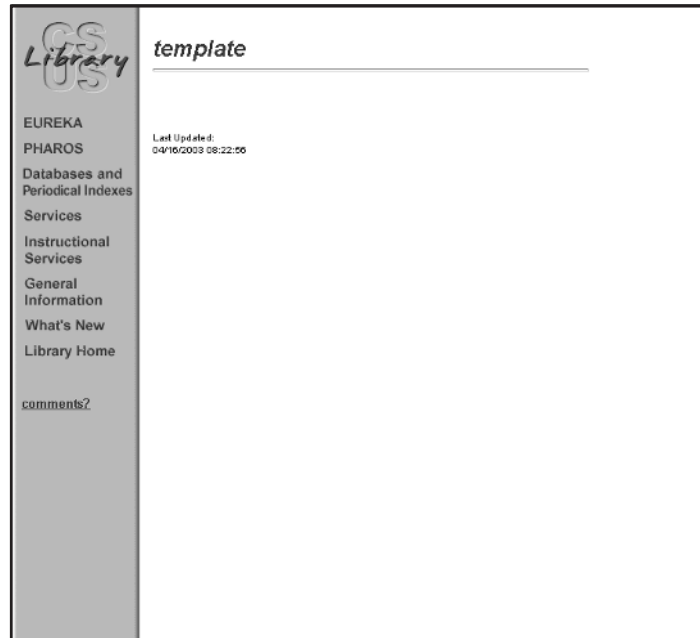 CS
Library
US
template
EUREKA
PHAROS
Databases and
Periodical Indexes
Services
Instructional
Services
General
Information
What's New
Library Home
comments?
Last Updated:
04/16/2003 08:22:56